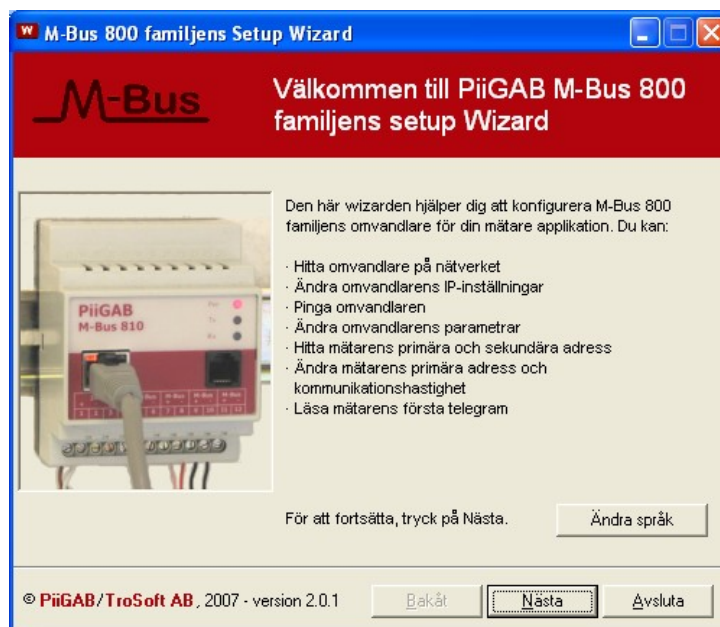 M-Bus 800 familjens Setup Wizard
M-Bus
Välkommen till PiiGAB M-Bus 800
familjens setup Wizard
Den här wizarden hjälper dig att konfigurera M-Bus 800
familjens omvandlare för din mätare applikation. Du kan:
· Hitta omvandlare på nätverket
· Ändra omvandlarens IP-inställningar
· Pinga omvandlaren
· Ändra omvandlarens parametrar
· Hitta mätarens primära och sekundära adress
· Ändra mätarens primära adress och
kommunikationshastighet
· Läsa mätarens första telegram
PiiGAB
M-Bus 810
För att fortsätta, tryck på Nästa.
Ändra språk
© PiiGAB/TroSoft AB, 2007 - version 2.0.1
Bakåt Nästa Avsluta